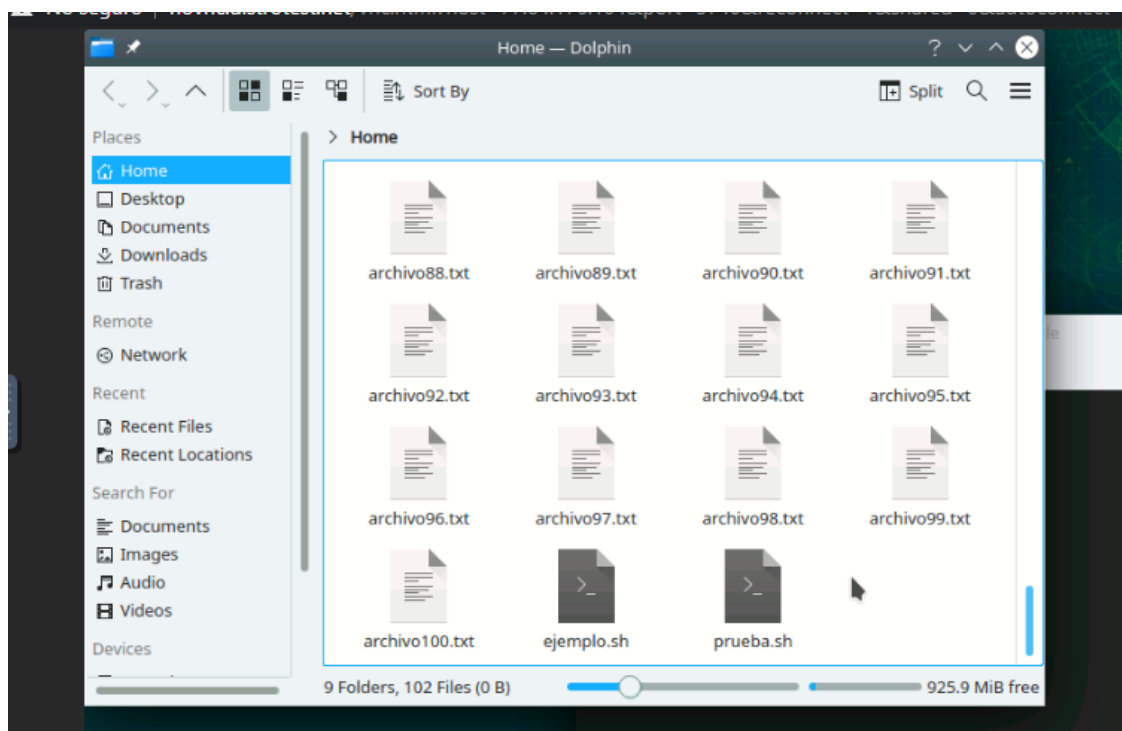 Home — Dolphin
Sort By
Split
Places
> Home
Home
Desktop
Documents
Downloads
Trash
Remote
Network
Recent
Recent Files
Recent Locations
Search For
Documents
Images
Audio
Videos
Devices
archivo88.txt archivo89.txt archivo90.txt archivo91.txt
archivo92.txt archivo93.txt archivo94.txt archivo95.txt
archivo96.txt archivo97.txt archivo98.txt archivo99.txt
archivo100.txt ejemplo.sh prueba.sh
9 Folders, 102 Files (0 B)
925.9 MiB free